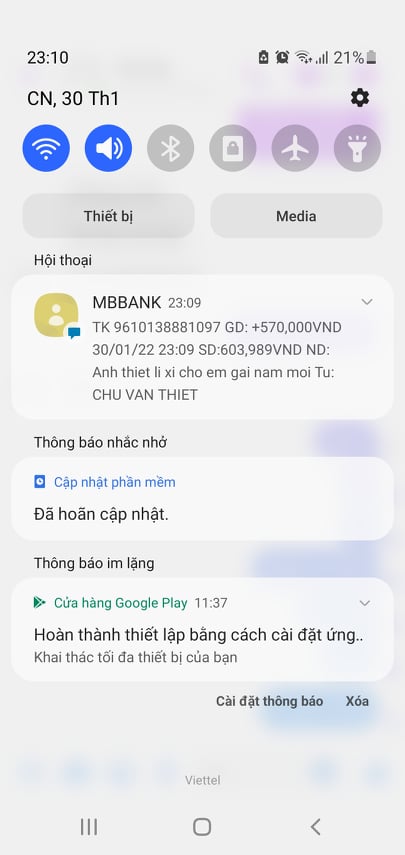 23:10
21%
CN, 30 Th1
Thiết bị
Media
Hội thoại
MBBANK 23:09
TK 9610138881097 GD: +570,000VND
30/01/22 23:09 SD:603,989VND ND:
Anh thiet li xi cho em gai nam moi Tu:
CHU VAN THIET
Thông báo nhắc nhở
Cập nhật phần mềm
Đã hoãn cập nhật.
Thông báo im lặng
Cửa hàng Google Play 11:37
Hoàn thành thiết lập bằng cách cài đặt ứng..
Khai thác tối đa thiết bị của bạn
Cài đặt thông báo Xóa
Viettel